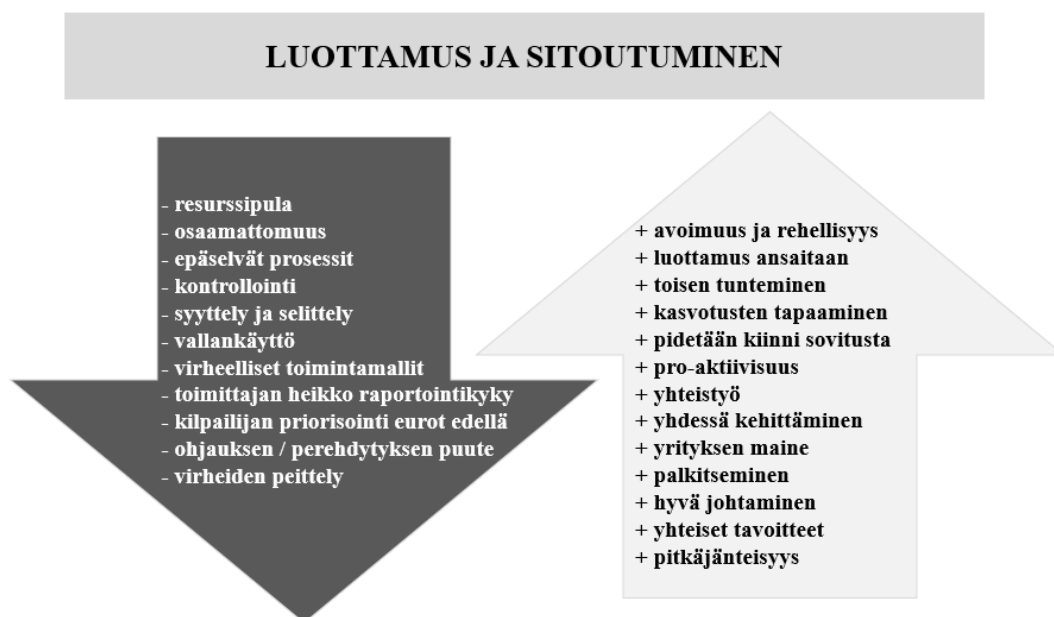 LUOTTAMUS JA SITOUTUMINEN
- resurssipula
- osaamattomuus
- epäselvät prosessit
- kontrollointi
- syyttely ja selittely
- vallankäyttö
- virheelliset toimintamallit
- toimittajan heikko raportointikyky
- kilpailijan priorisointi eurot edellä
- ohjauksen / perehdytyksen puute
- virheiden peittely
+ avoimuus ja rehellisyys
+ luottamus ansaitaan
+ toisen tunteminen
+ kasvotusten tapaaminen
+ pidetään kiinni sovitusta
+ pro-aktiivisuus
+ yhteistyö
+ yhdessä kehittäminen
+ yrityksen maine
+ palkitseminen
+ hyvä johtaminen
+ yhteiset tavoitteet
+ pitkäjänteisyys